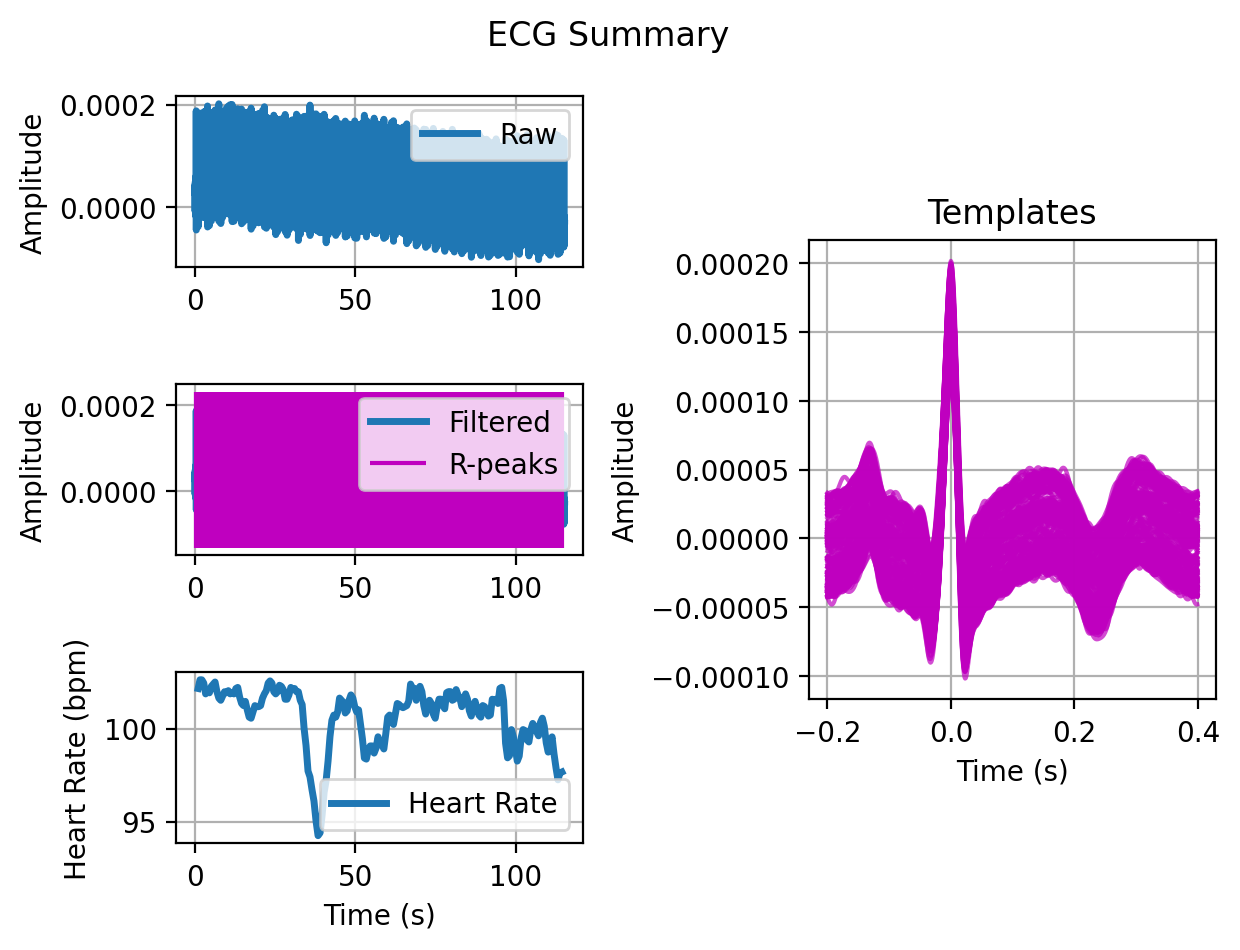 ECG Summary
Amplitude
0.0002
0.0000
Raw
0
50
100
Amplitude
0.0002
0.0000
Filtered
R-peaks
0
50
100
Heart Rate (bpm)
100
95
Heart Rate
0
50
100
Time (s)
Templates
Amplitude
0.00020
0.00015
0.00010
0.00005
0.00000
−0.00005
−0.00010
−0.2
0.0
0.2
0.4
Time (s)